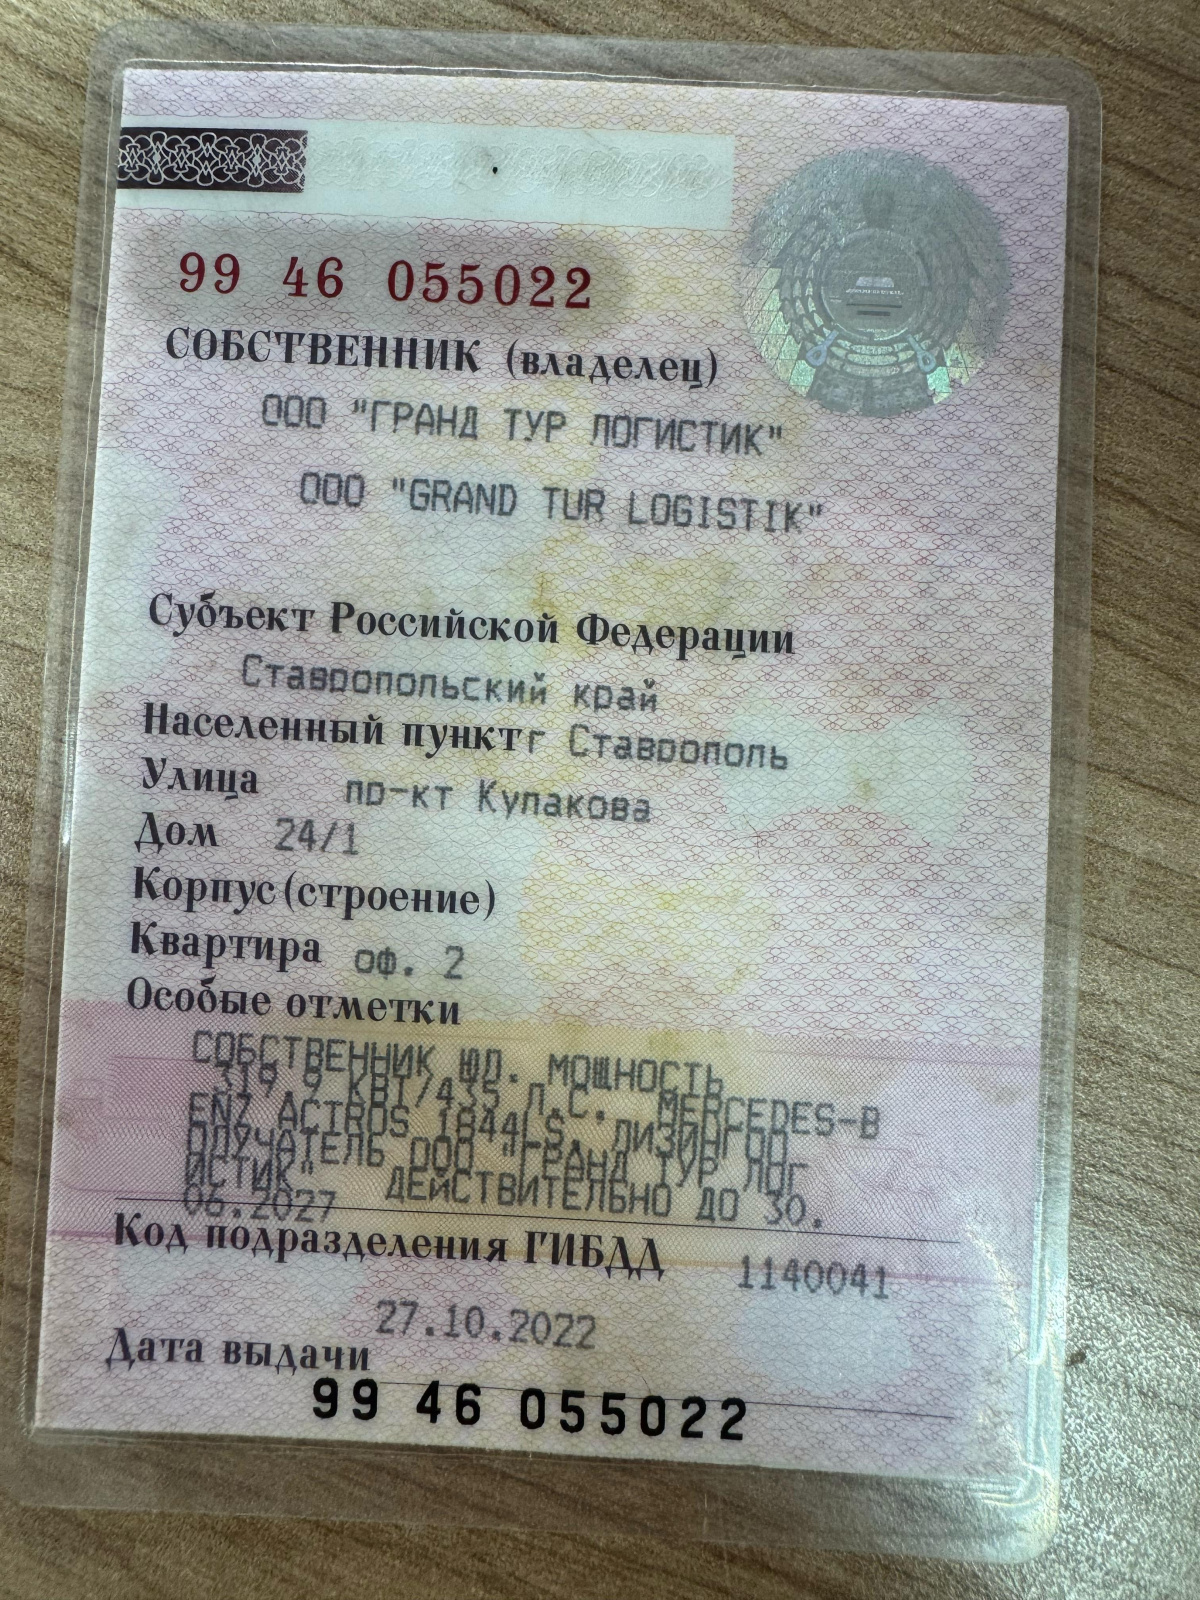 99 46 055022
СОБСТВЕННИК (владелец)
ООО "ГРАНД ТУР ЛОГИСТИК"
ООО "GRAND TUR LOGISTIK"
Субъект Российской Федерации
Ставропольский край
Населенный пункт г Ставрополь
Улица пр-кт Кулакова
Дом 24/1
Корпус (строение)
Квартира оф. 2
Особые отметки
СОБСТВЕННИК ЮЛ. МОЩНОСТЬ
319.9 КВТ/435 Л.С. MERCEDES-B
ENZ ACTROS 1844LS. ЛИЗИНГОП
ОЛУЧАТЕЛЬ ООО "ГРАНД ТУР ЛОГ
ИСТИК" ДЕЙСТВИТЕЛЬНО ДО 30.
06.2027
Код подразделения ГИБДД 1140041
27.10.2022
Дата выдачи
99 46 055022